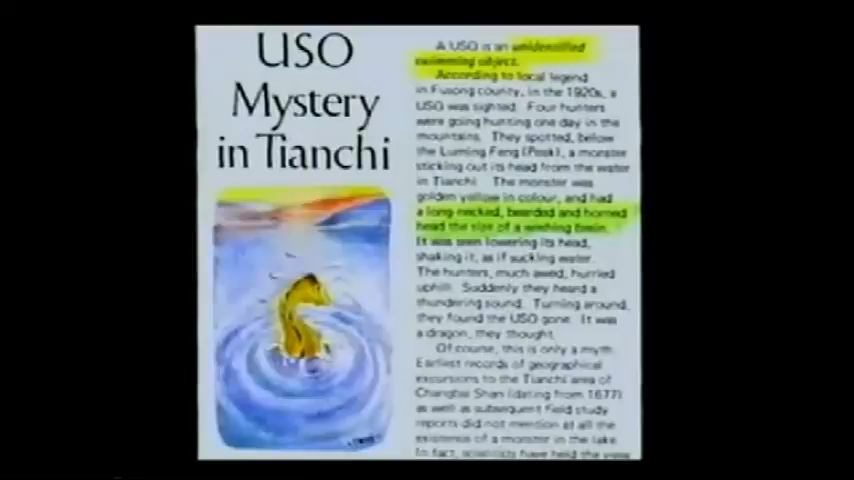 USO
Mystery
in Tianchi
A USO is an unidentified
swimming object.
According to local legend
in Fusong county, in the 1920s, a
USO was sighted. Four hunters
were going hunting one day in the
mountains. They spotted, below
the Luming Feng (Peak), a monster
sticking out its head from the water
in Tianchi. The monster was
golden yellow in colour, and had
a long-necked, bearded and horned
head the size of a washing basin.
It was seen lowering its head,
shaking it, as if sucking water.
The hunters, much awed, hurried
uphill. Suddenly they heard a
thundering sound. Turning around,
they found the USO gone. It was
a dragon, they thought.
Of course, this is only a myth.
Earliest records of geographical
excursions to the Tianchi area of
Changbai Shan (dating from 1677)
as well as subsequent field study
reports did not mention at all the
existence of a monster in the lake.
In fact, scientists have held the view